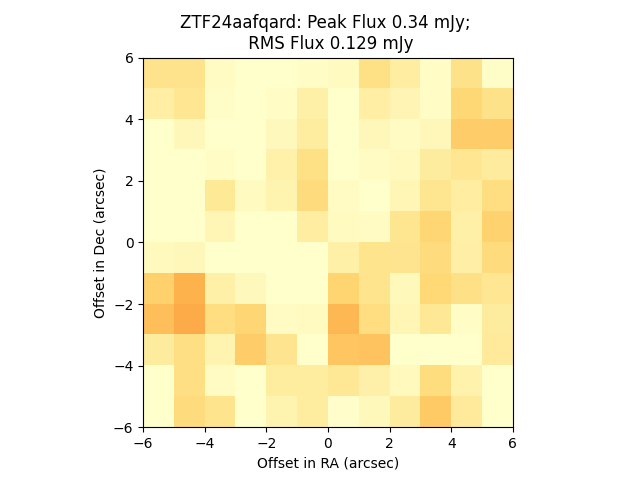 ZTF24aafqard: Peak Flux 0.34 mJy;
RMS Flux 0.129 mJy
6
4
2
0
−2
−4
−6
Offset in Dec (arcsec)
−6 −4 −2 0 2 4 6
Offset in RA (arcsec)